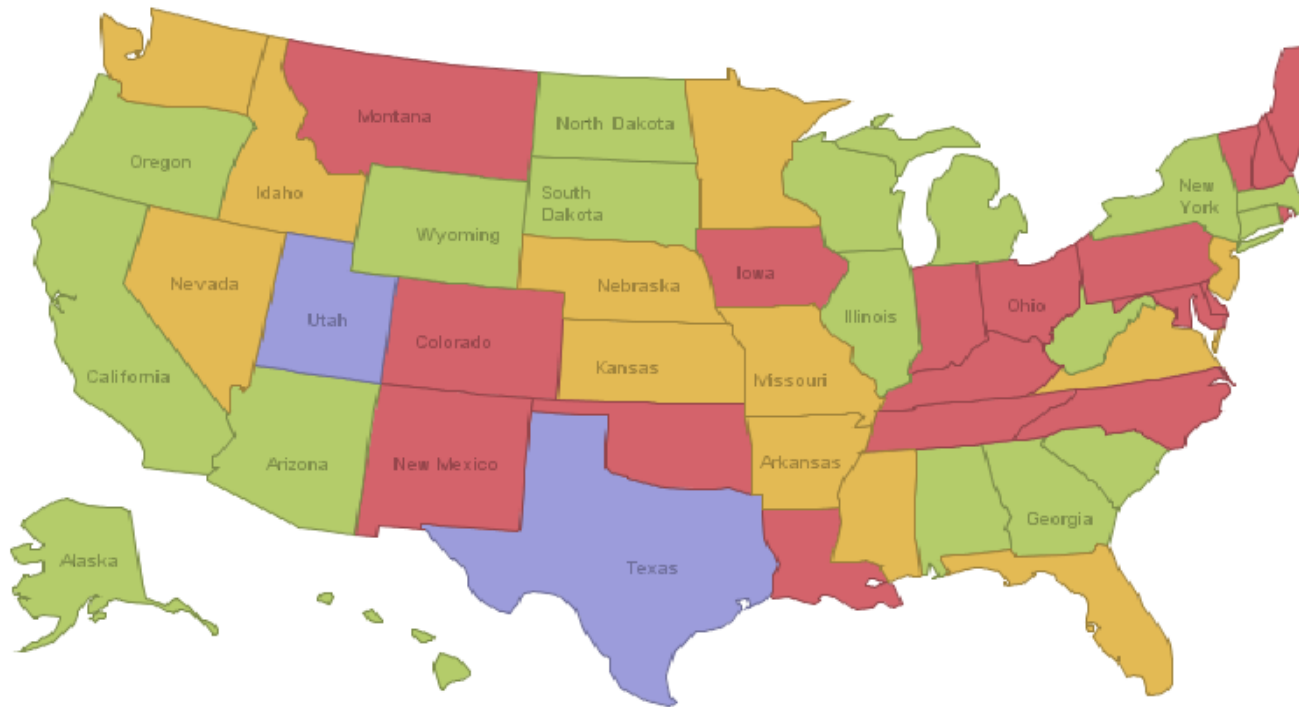 Montana
North Dakota
Oregon
Idaho
South
Dakota
New
York
Wyoming
Nevada
Nebraska
Iowa
Ohio
Utah
Illinois
Colorado
California
Kansas
Missouri
Arizona
New Mexico
Arkansas
Georgia
Alaska
Texas